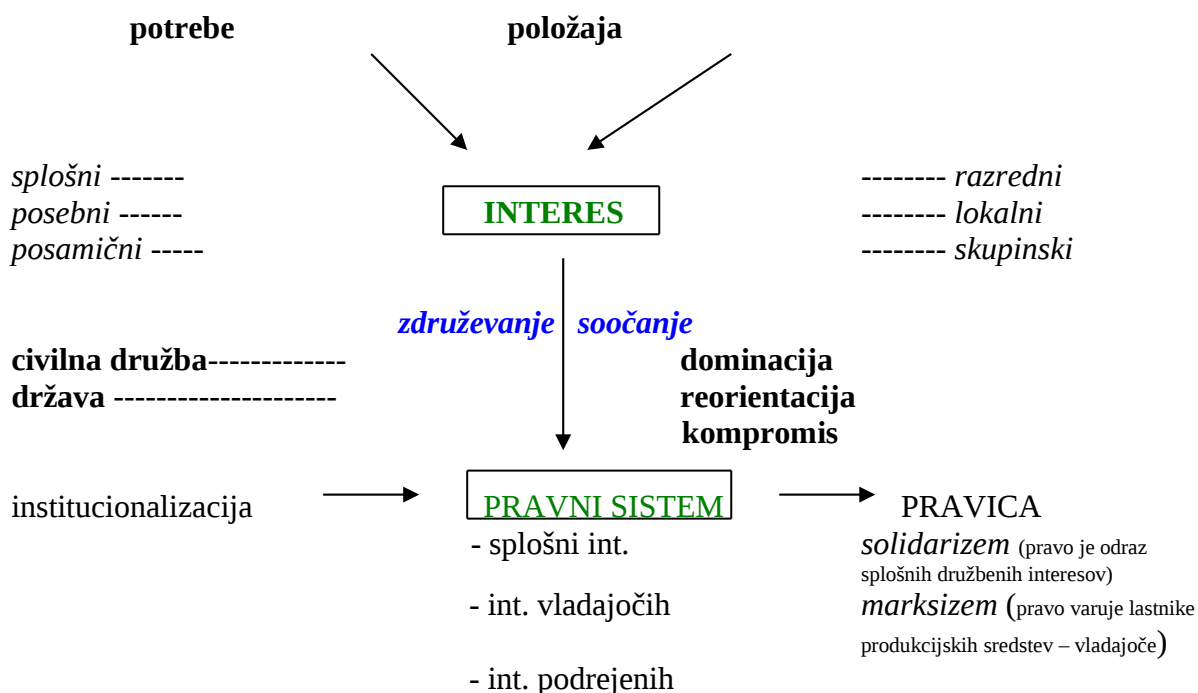 potrebe položaja
splošni ------- -------- razredni
posebni ------ INTERES -------- lokalni
posamični ----- -------- skupinski
združevanje soočanje
civilna družba------------- dominacija
država --------------------- reorientacija
kompromis
institucionalizacija PRAVNI SISTEM PRAVICA
- splošni int. solidarizem (pravo je odraz
splošnih družbenih interesov)
- int. vladajočih marksizem (pravo varuje lastnike
produkcijskih sredstev – vladajoče)
- int. podrejenih